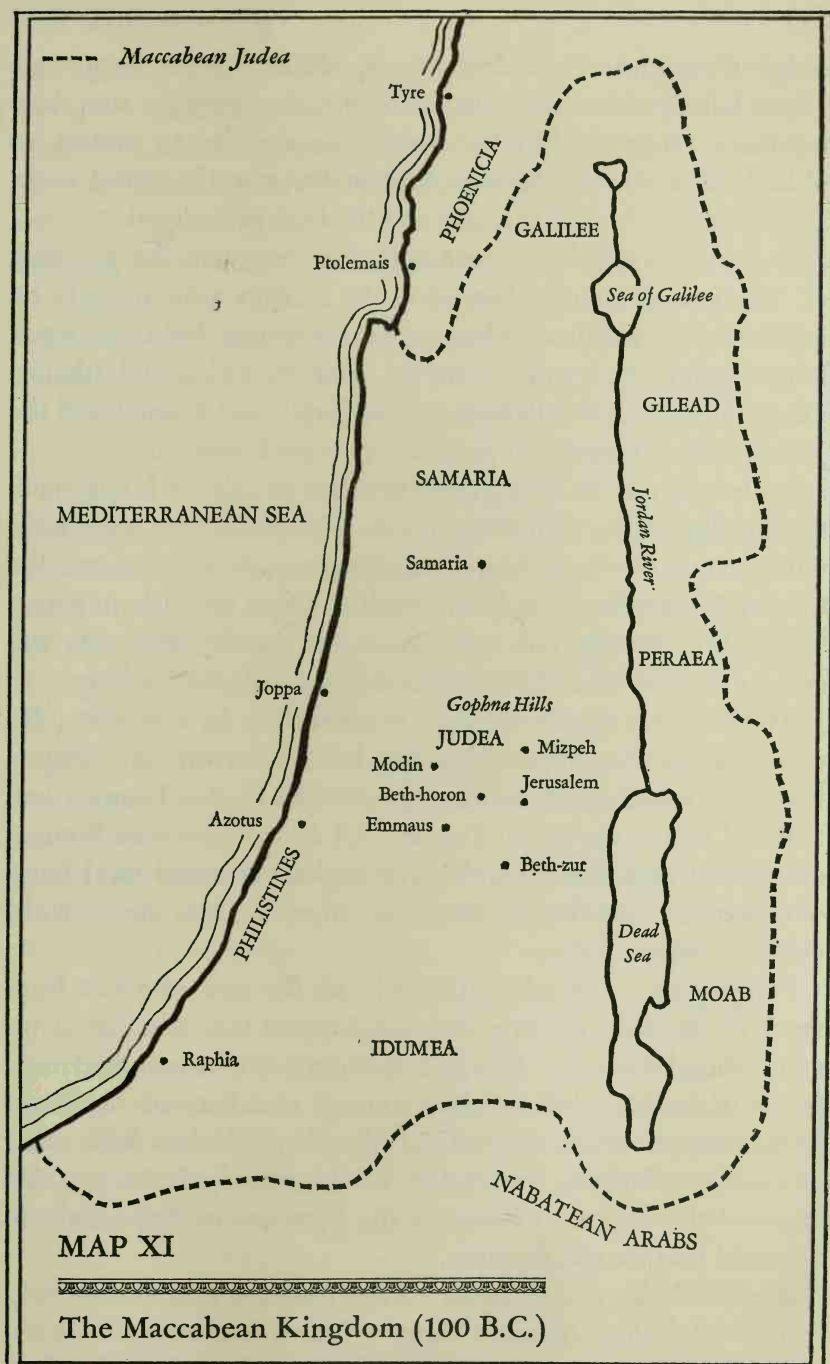 Maccabean Judea
Tyre
PHOENICIA
GALILEE
Ptolemais
Sea of Galilee
GILEAD
SAMARIA
MEDITERRANEAN SEA
Jordan River
Samaria
PERAEA
Joppa
Gophna Hills
JUDEA
Mizpeh
Modin
Jerusalem
Beth-horon
Azotus
Emmaus
Beth-zur
PHILISTINES
Dead
Sea
MOAB
IDUMEA
Raphia
NABATEAN ARABS
MAP XI
The Maccabean Kingdom (100 B.C.)